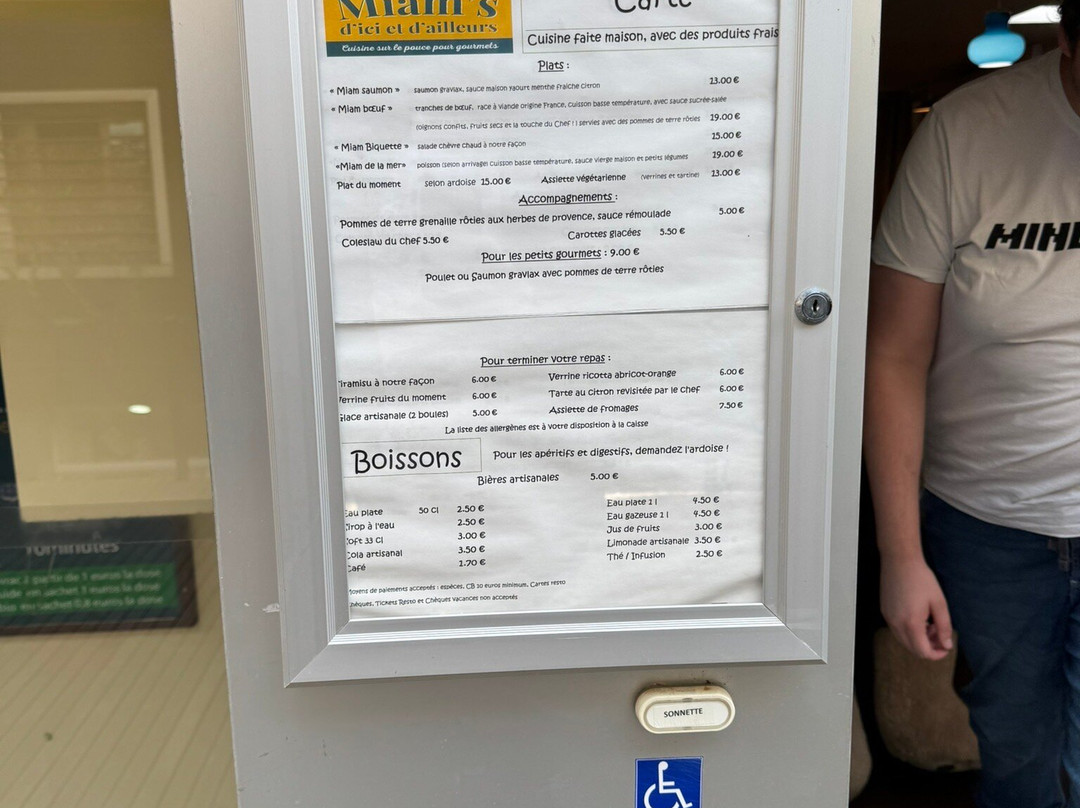 Miam's
d'ici et d'ailleurs
Cuisine sur le pouce pour gourmets
Carte
Cuisine faite maison, avec des produits frais
Plats :
« Miam saumon » saumon gravlax, sauce maison yaourt menthe fraîche citron 13.00 €
« Miam bœuf » tranches de bœuf, race à viande origine France, cuisson basse température, avec sauce sucrée-salée
(oignons confits, fruits secs et la touche du Chef !) servies avec des pommes de terre rôties 19.00 €
« Miam Biquette » salade chèvre chaud à notre façon 15.00 €
«Miam de la mer» poisson (selon arrivage) cuisson basse température, sauce vierge maison et petits légumes 19.00 €
Plat du moment selon ardoise 15.00 € Assiette végétarienne (verrines et tartine) 13.00 €
Accompagnements :
Pommes de terre grenaille rôties aux herbes de provence, sauce rémoulade 5.00 €
Coleslaw du chef 5.50 € Carottes glacées 5.50 €
Pour les petits gourmets : 9.00 €
Poulet ou Saumon gravlax avec pommes de terre rôties
Pour terminer votre repas :
Tiramisu à notre façon 6.00 € Verrine ricotta abricot-orange 6.00 €
Verrine fruits du moment 6.00 € Tarte au citron revisitée par le chef 6.00 €
Glace artisanale (2 boules) 5.00 € Assiette de fromages 7.50 €
La liste des allergènes est à votre disposition à la caisse
Boissons Pour les apéritifs et digestifs, demandez l'ardoise !
Bières artisanales 5.00 €
Eau plate 50 Cl 2.50 € Eau plate 1 l 4.50 €
Sirop à l'eau 2.50 € Eau gazeuse 1 l 4.50 €
Soft 33 Cl 3.00 € Jus de fruits 3.00 €
Cola artisanal 3.50 € Limonade artisanale 3.50 €
Café 1.70 € Thé / Infusion 2.50 €
Moyens de paiements acceptés : espèces, CB 10 euros minimum, Cartes resto
Chèques, Tickets Resto et Chèques vacances non acceptés
SONNETTE
MINE